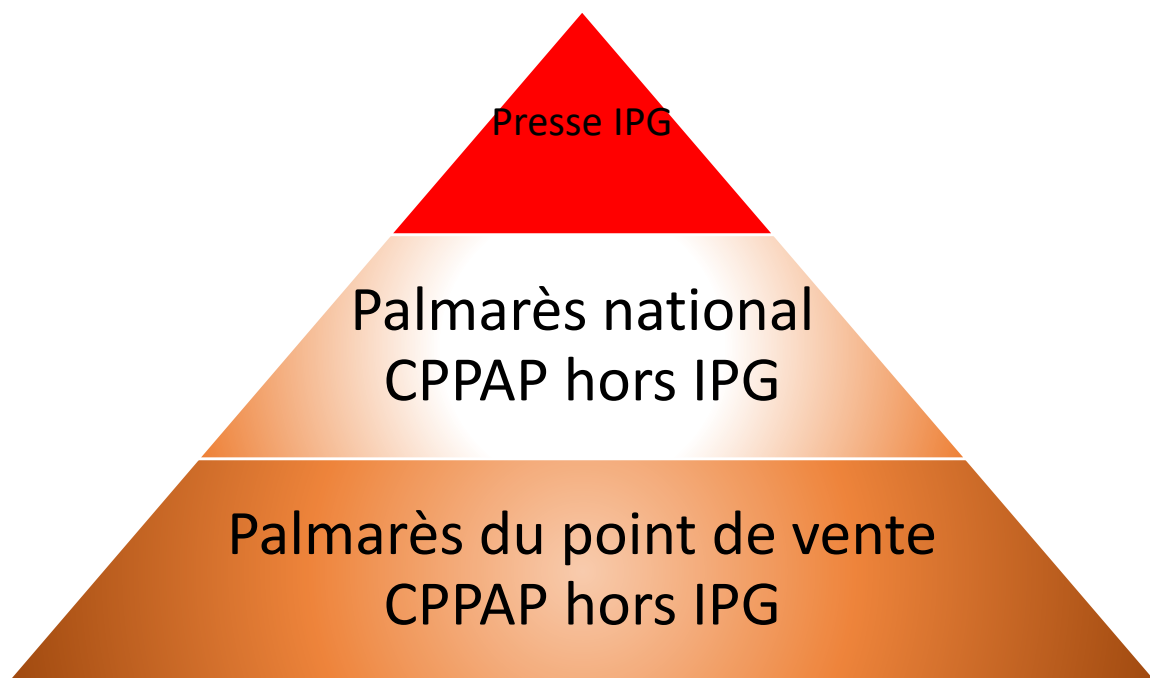 Presse IPG
Palmarès national
CPPAP hors IPG
Palmarès du point de vente
CPPAP hors IPG